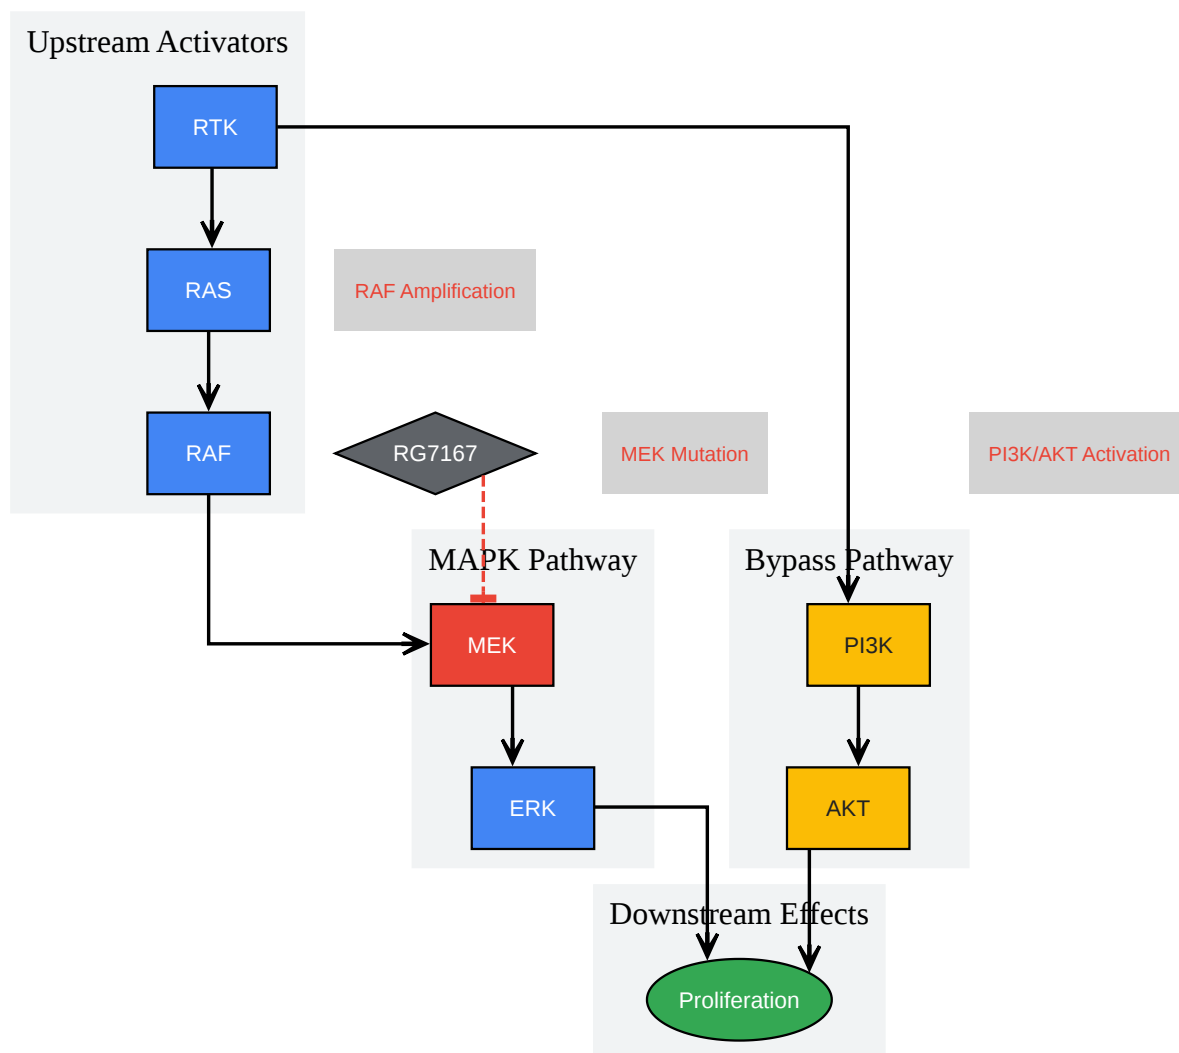 Upstream Activators
RTK
RAS
RAF Amplification
RAF
RG7167
MEK Mutation
PI3K/AKT Activation
MAPK Pathway
Bypass Pathway
MEK
PI3K
ERK
AKT
Downstream Effects
Proliferation